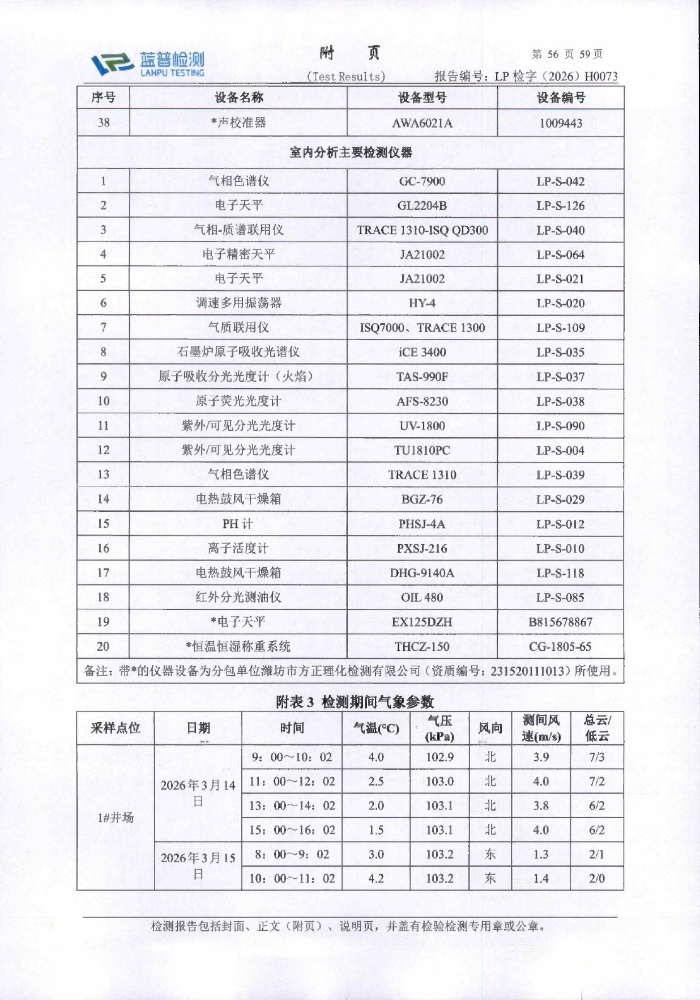 蓝普检测
LANPU TESTING
附 页
第 56 页 59页
(Test Results)
报告编号：LP 检字（2026）H0073
序号 设备名称 设备型号 设备编号
38 *声校准器 AWA6021A 1009443
室内分析主要检测仪器
1 气相色谱仪 GC-7900 LP-S-042
2 电子天平 GL2204B LP-S-126
3 气相-质谱联用仪 TRACE 1310-ISQ QD300 LP-S-040
4 电子精密天平 JA21002 LP-S-064
5 电子天平 JA21002 LP-S-021
6 调速多用振荡器 HY-4 LP-S-020
7 气质联用仪 ISQ7000、TRACE 1300 LP-S-109
8 石墨炉原子吸收光谱仪 iCE 3400 LP-S-035
9 原子吸收分光光度计（火焰） TAS-990F LP-S-037
10 原子荧光光度计 AFS-8230 LP-S-038
11 紫外/可见分光光度计 UV-1800 LP-S-090
12 紫外/可见分光光度计 TU1810PC LP-S-004
13 气相色谱仪 TRACE 1310 LP-S-039
14 电热鼓风干燥箱 BGZ-76 LP-S-029
15 PH 计 PHSJ-4A LP-S-012
16 离子活度计 PXSJ-216 LP-S-010
17 电热鼓风干燥箱 DHG-9140A LP-S-118
18 红外分光测油仪 OIL 480 LP-S-085
19 *电子天平 EX125DZH B815678867
20 *恒温恒湿称重系统 THCZ-150 CG-1805-65
备注：带*的仪器设备为分包单位潍坊市方正理化检测有限公司（资质编号：231520111013）所使用。
附表 3 检测期间气象参数
采样点位 日期 时间 气温(℃) 气压(kPa) 风向 测间风速(m/s) 总云/低云
1#井场 2026年3月14日 9：00～10：02 4.0 102.9 北 3.9 7/3
11：00～12：02 2.5 103.0 北 4.0 7/2
13：00～14：02 2.0 103.1 北 3.8 6/2
15：00～16：02 1.5 103.1 北 4.0 6/2
2026年3月15日 8：00～9：02 3.0 103.2 东 1.3 2/1
10：00～11：02 4.2 103.2 东 1.4 2/0
检测报告包括封面、正文（附页）、说明页，并盖有检验检测专用章或公章。